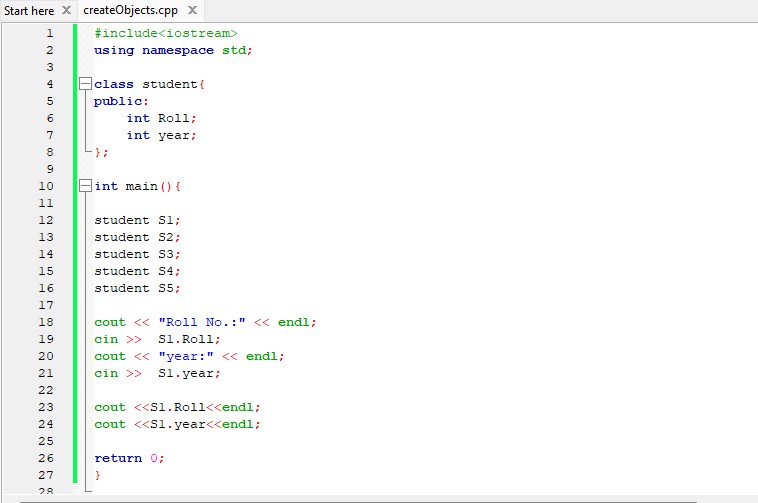 Start here createObjects.cpp
1 #include<iostream>
2 using namespace std;
3
4 class student{
5 public:
6 int Roll;
7 int year;
8 };
9
10 int main(){
11
12 student S1;
13 student S2;
14 student S3;
15 student S4;
16 student S5;
17
18 cout << "Roll No.:" << endl;
19 cin >>  S1.Roll;
20 cout << "year:" << endl;
21 cin >>  S1.year;
22
23 cout <<S1.Roll<<endl;
24 cout <<S1.year<<endl;
25
26 return 0;
27 }
28